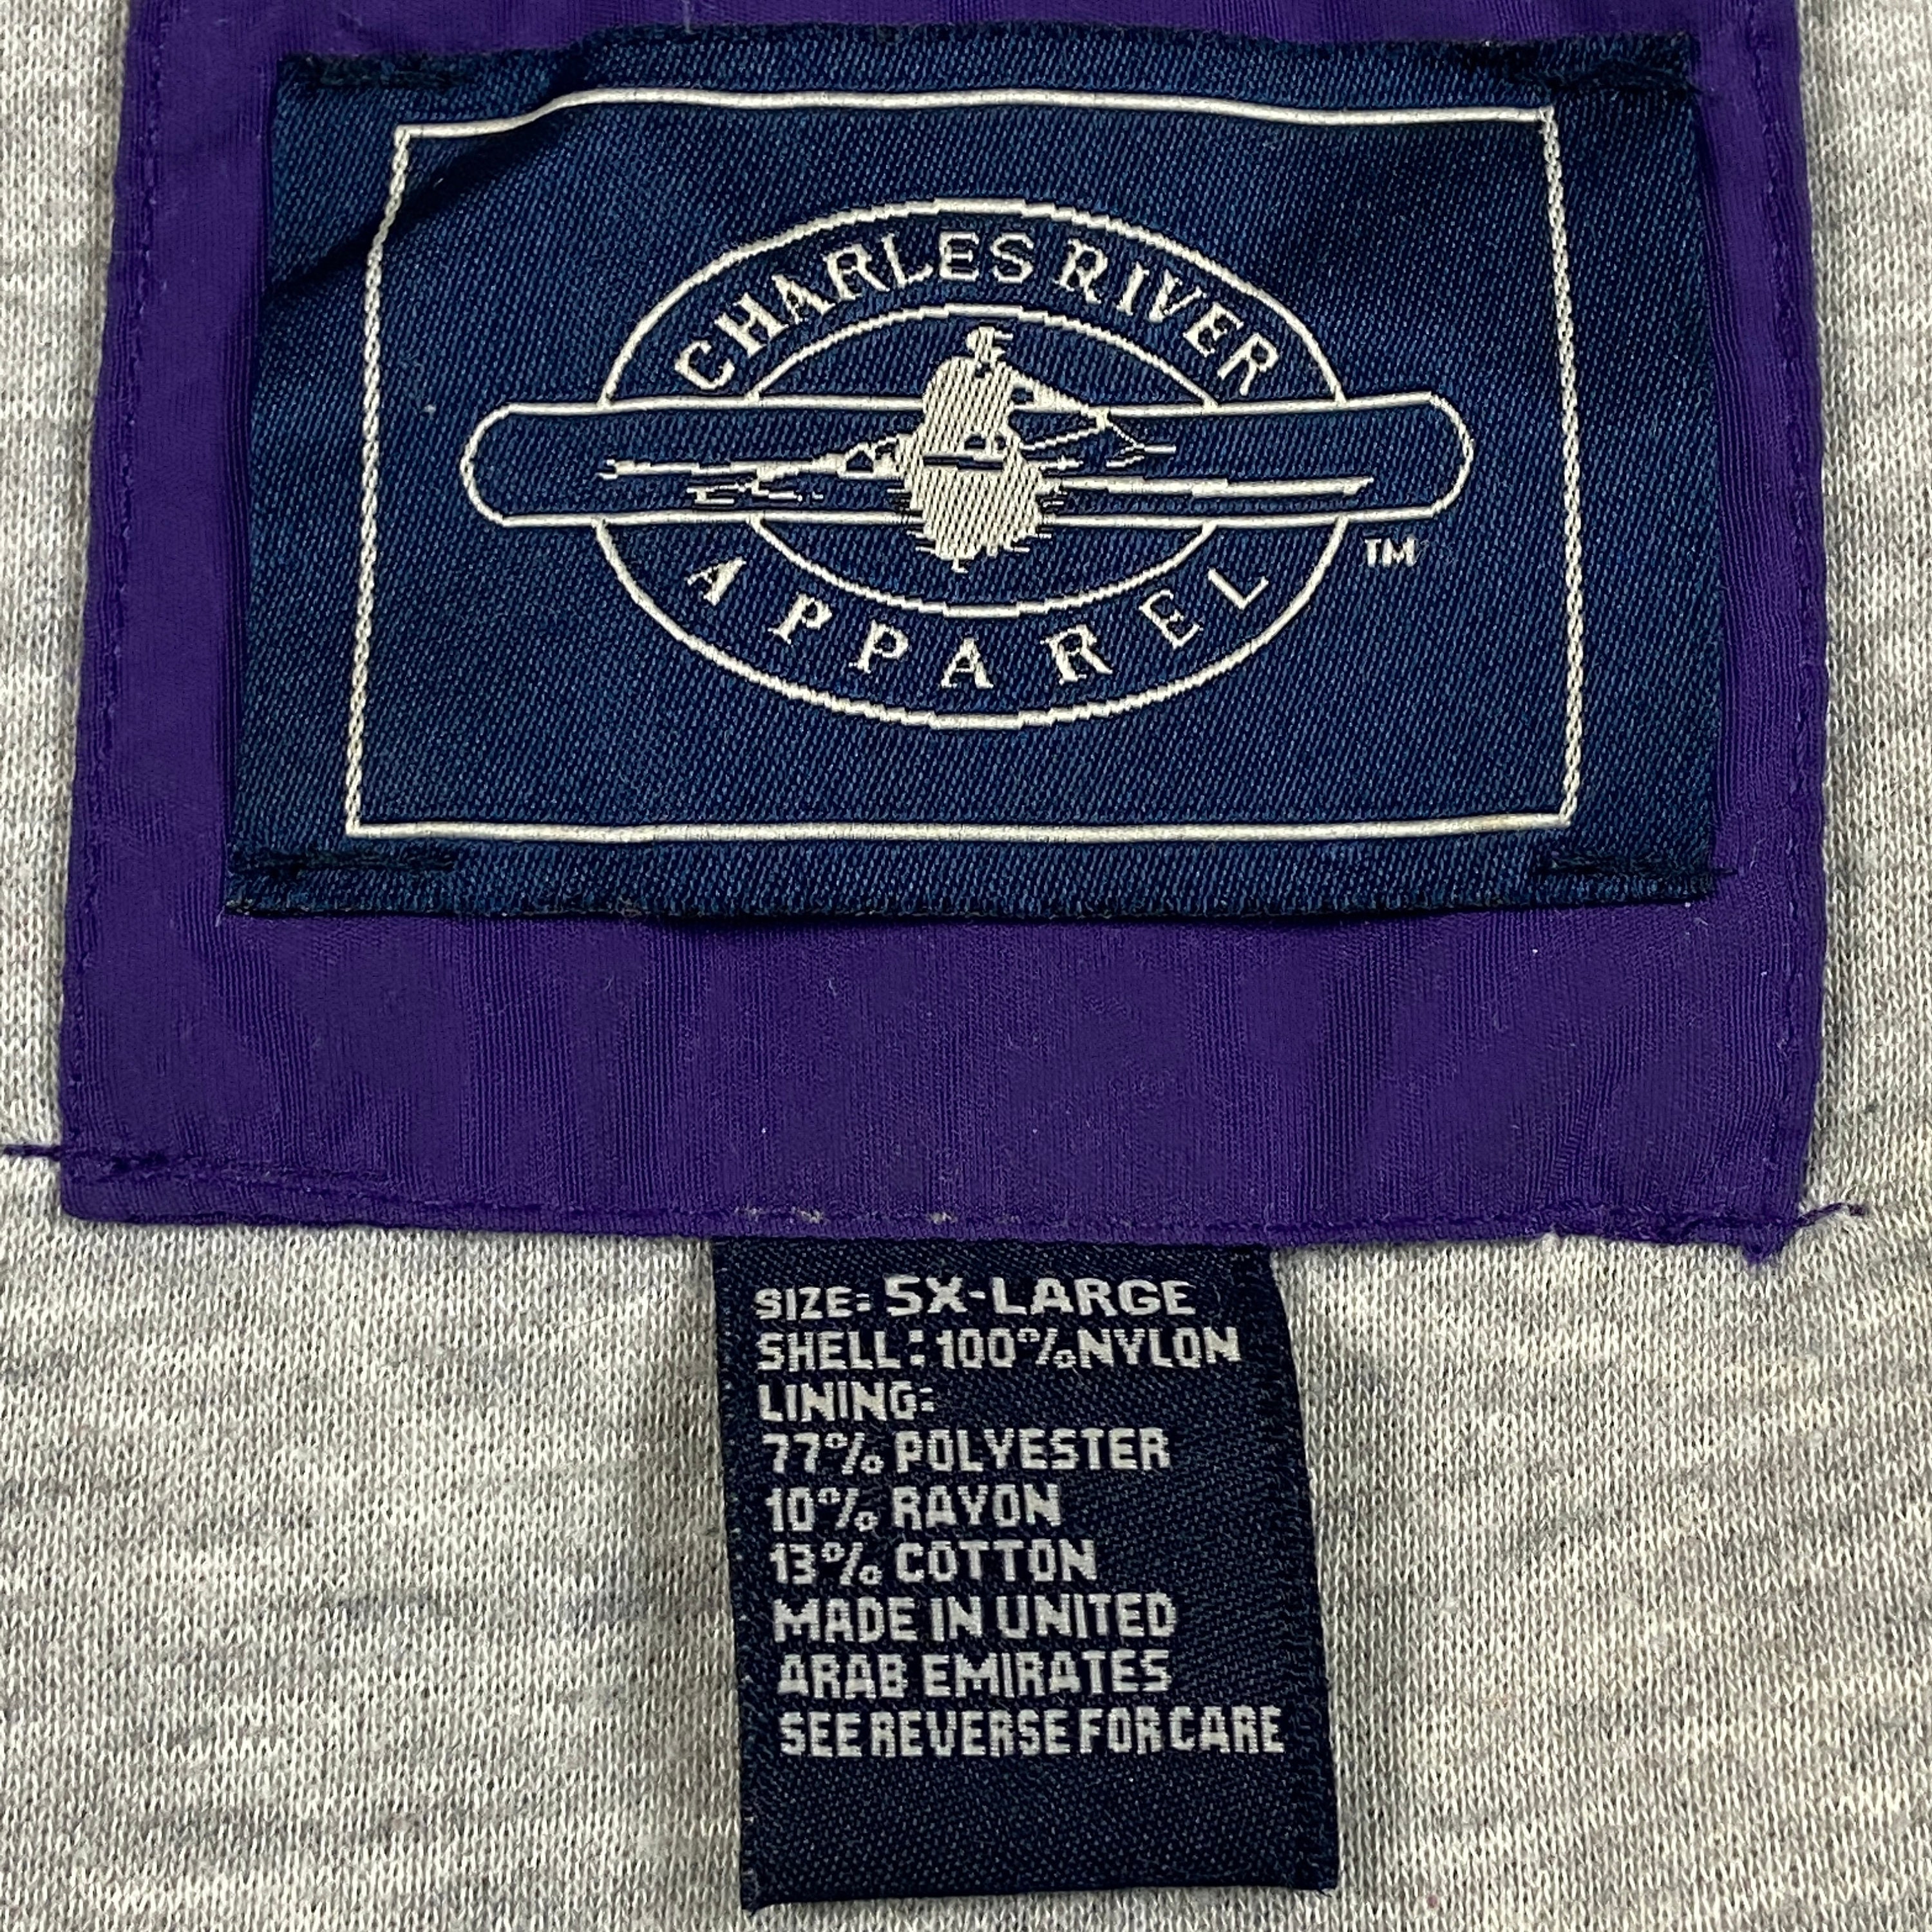 CHARLES RIVER
APPAREL
TM
SIZE: 5X-LARGE
SHELL: 100% NYLON
LINING:
77% POLYESTER
10% RAYON
13% COTTON
MADE IN UNITED
ARAB EMIRATES
SEE REVERSE FOR CARE